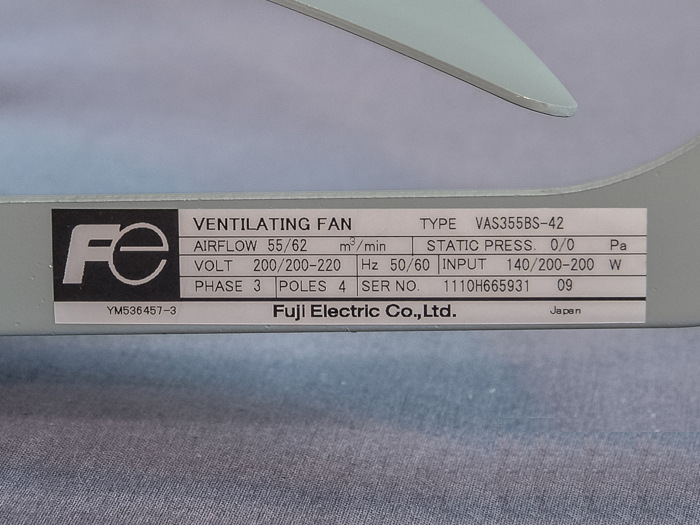 Fe VENTILATING FAN TYPE VAS355BS-42
AIRFLOW 55/62 m³/min STATIC PRESS. 0/0 Pa
VOLT 200/200-220 Hz 50/60 INPUT 140/200-200 W
PHASE 3 POLES 4 SER NO. 1110H665931 09
YM536457-3 Fuji Electric Co.,Ltd. Japan